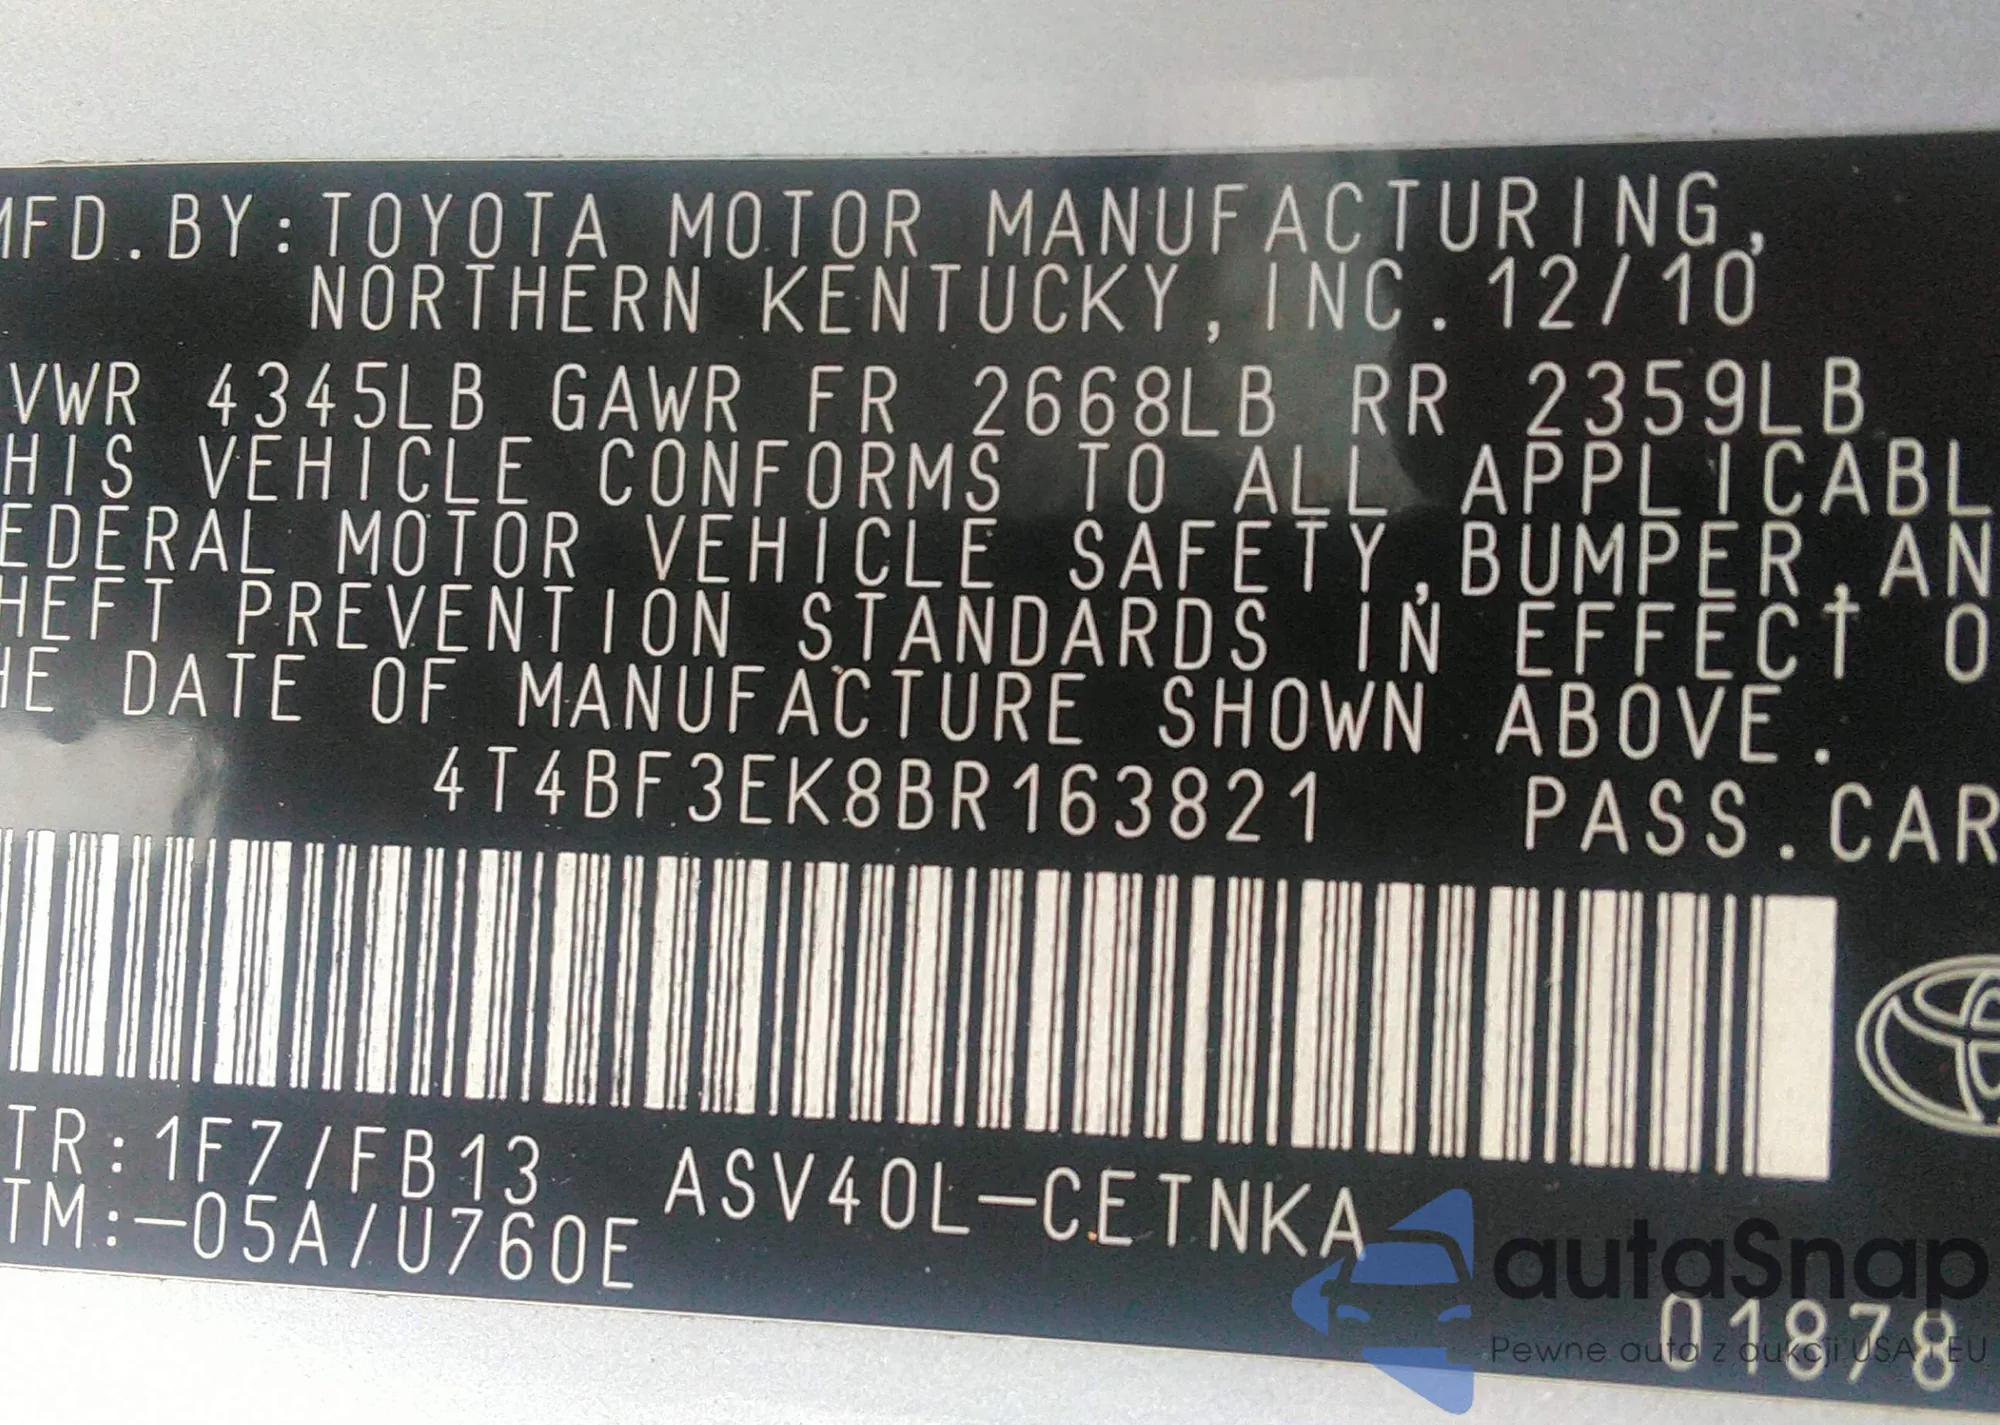 MFD.BY:TOYOTA MOTOR MANUFACTURING,
NORTHERN KENTUCKY, INC. 12/10
VWR 4345LB GAWR FR 2668LB RR 2359LB
HIS VEHICLE CONFORMS TO ALL APPLICABL
EDERAL MOTOR VEHICLE SAFETY,BUMPER,AN
HEFT PREVENTION STANDARDS IN EFFECT O
HE DATE OF MANUFACTURE SHOWN ABOVE.
4T4BF3EK8BR163821 PASS.CAR
TR:1F7/FB13 ASV40L-CETNKA
TM:-05A/U760E
autaSnap
01878
Pewne auta z aukcji USA i EU